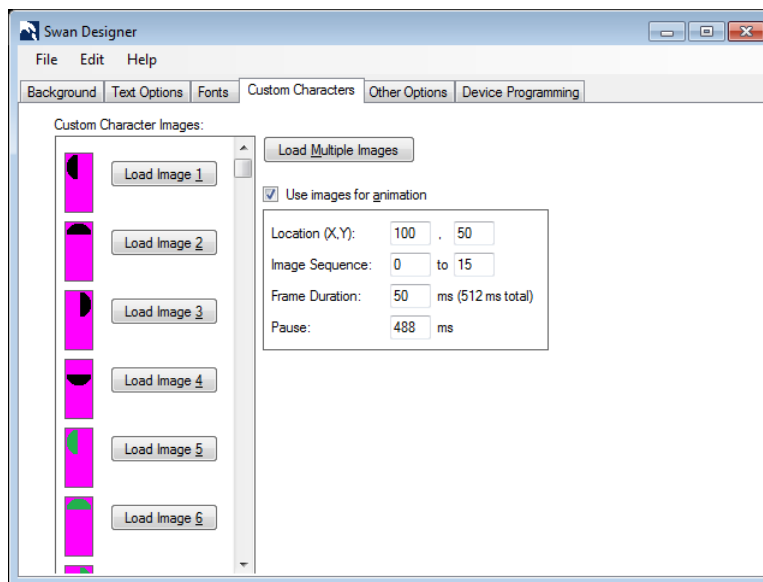 Swan Designer
File Edit Help
Background Text Options Fonts Custom Characters Other Options Device Programming
Custom Character Images:
Load Image 1
Load Image 2
Load Image 3
Load Image 4
Load Image 5
Load Image 6
Load Multiple Images
Use images for animation
Location (X,Y): 100 , 50
Image Sequence: 0 to 15
Frame Duration: 50 ms (512 ms total)
Pause: 488 ms